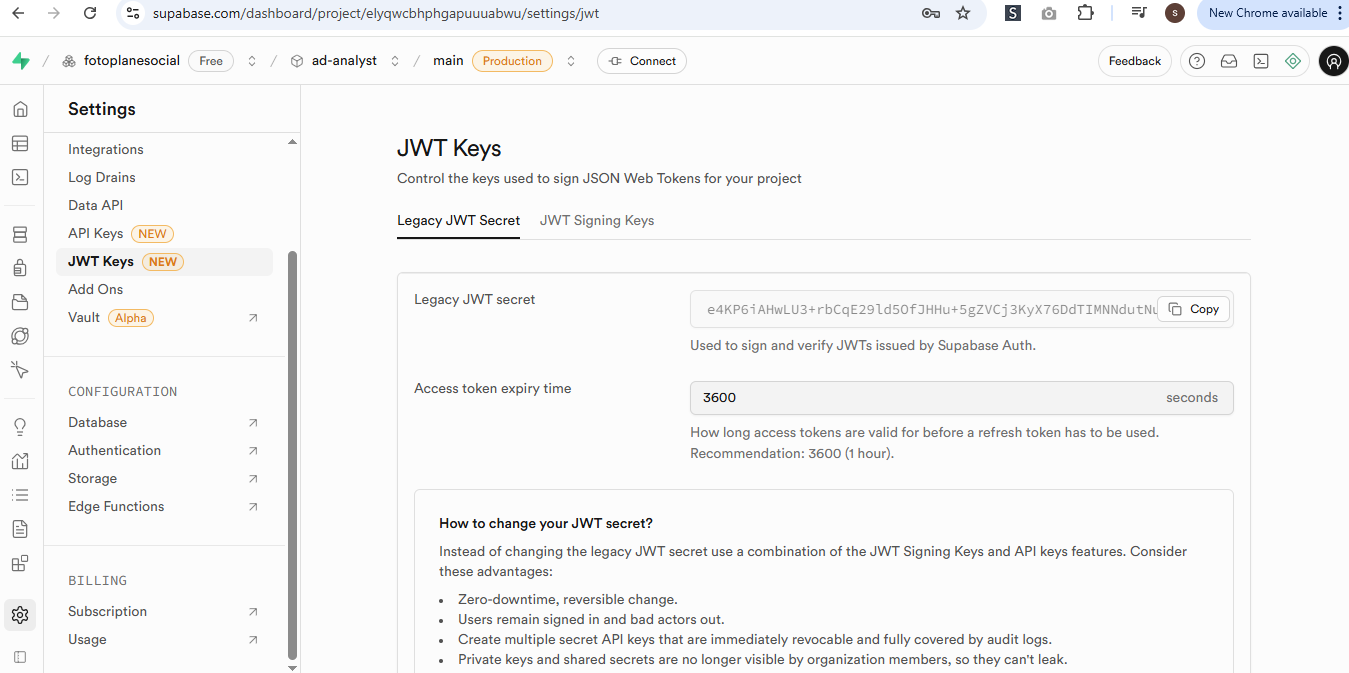 supabase.com/dashboard/project/elyqwcbhphgapuuuabwu/settings/jwt
S
s
New Chrome available
/ fotoplanesocial Free / ad-analyst / main Production Connect
Feedback
Settings
Integrations
Log Drains
Data API
API Keys NEW
JWT Keys NEW
Add Ons
Vault Alpha
CONFIGURATION
Database
Authentication
Storage
Edge Functions
BILLING
Subscription
Usage
JWT Keys
Control the keys used to sign JSON Web Tokens for your project
Legacy JWT Secret JWT Signing Keys
Legacy JWT secret
e4KP6iAHwLU3+rbCqE29ld5OfJHHu+5gZVCj3KyX76DdTIMNNdutNu Copy
Used to sign and verify JWTs issued by Supabase Auth.
Access token expiry time
3600 seconds
How long access tokens are valid for before a refresh token has to be used.
Recommendation: 3600 (1 hour).
How to change your JWT secret?
Instead of changing the legacy JWT secret use a combination of the JWT Signing Keys and API keys features. Consider
these advantages:
• Zero-downtime, reversible change.
• Users remain signed in and bad actors out.
• Create multiple secret API keys that are immediately revocable and fully covered by audit logs.
• Private keys and shared secrets are no longer visible by organization members, so they can't leak.